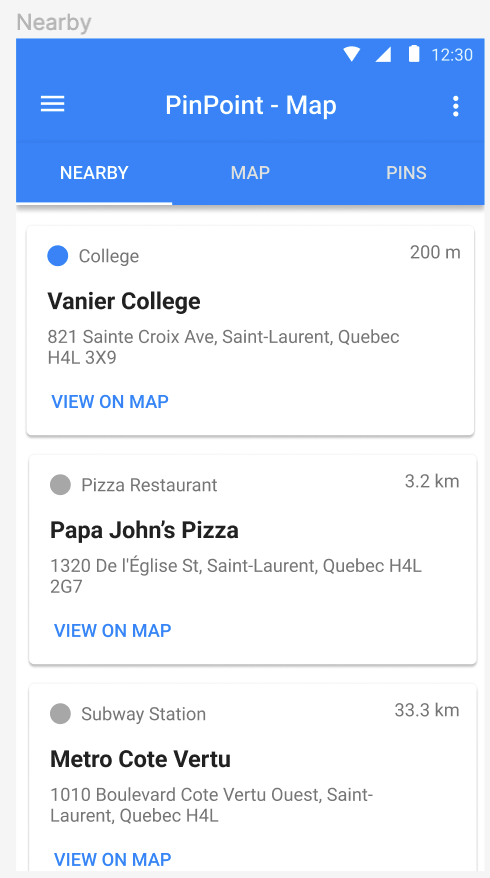 Nearby
12:30
PinPoint - Map
NEARBY MAP PINS
College 200 m
Vanier College
821 Sainte Croix Ave, Saint-Laurent, Quebec
H4L 3X9
VIEW ON MAP
Pizza Restaurant 3.2 km
Papa John’s Pizza
1320 De l'Église St, Saint-Laurent, Quebec H4L
2G7
VIEW ON MAP
Subway Station 33.3 km
Metro Cote Vertu
1010 Boulevard Cote Vertu Ouest, Saint-
Laurent, Quebec H4L
VIEW ON MAP